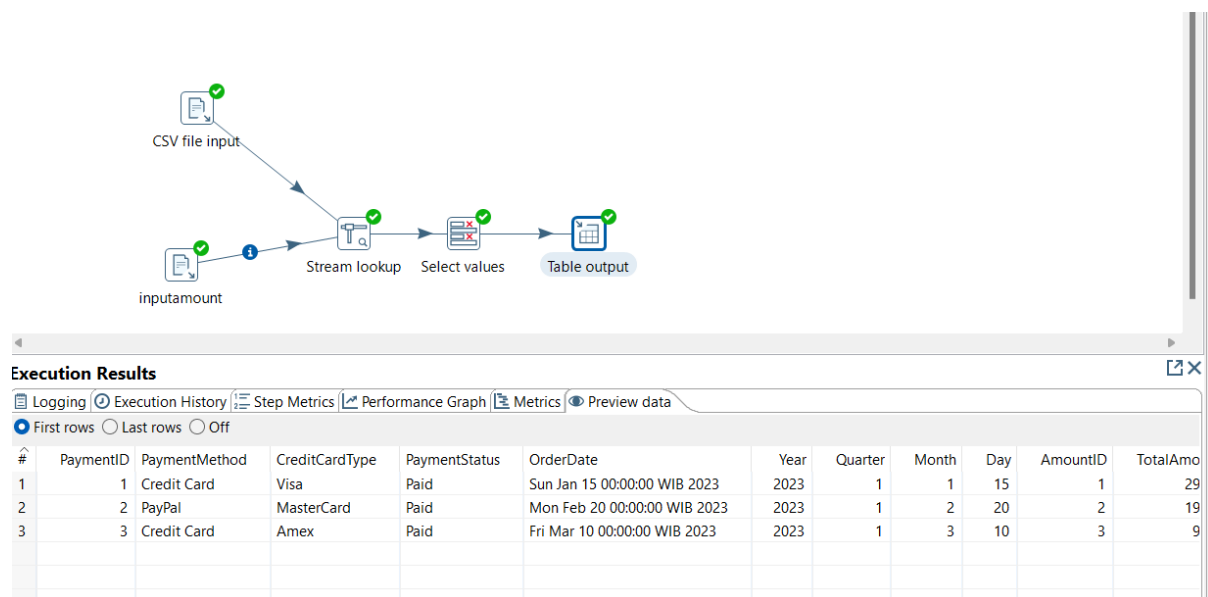 CSV file input
Stream lookup
Select values
Table output
inputamount
Execution Results
Logging Execution History Step Metrics Performance Graph Metrics Preview data
First rows Last rows Off
# PaymentID PaymentMethod CreditCardType PaymentStatus OrderDate Year Quarter Month Day AmountID TotalAmo
1 1 Credit Card Visa Paid Sun Jan 15 00:00:00 WIB 2023 2023 1 1 15 1 29
2 2 PayPal MasterCard Paid Mon Feb 20 00:00:00 WIB 2023 2023 1 2 20 2 19
3 3 Credit Card Amex Paid Fri Mar 10 00:00:00 WIB 2023 2023 1 3 10 3 9